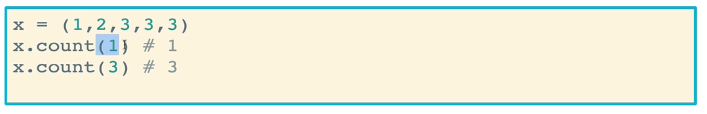 x = (1,2,3,3,3)
x.count(1) # 1
x.count(3) # 3